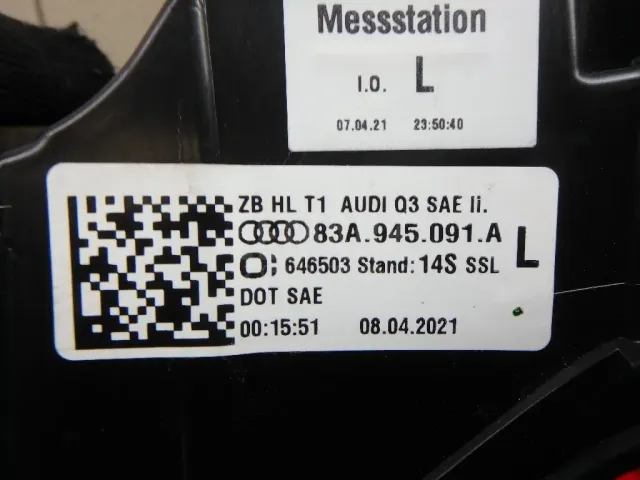 Messstation
I.O. L
07.04.21 23:50:40
ZB HL T1 AUDI Q3 SAE li.
83A.945.091.A
646503 Stand: 14S SSL L
DOT SAE
00:15:51 08.04.2021